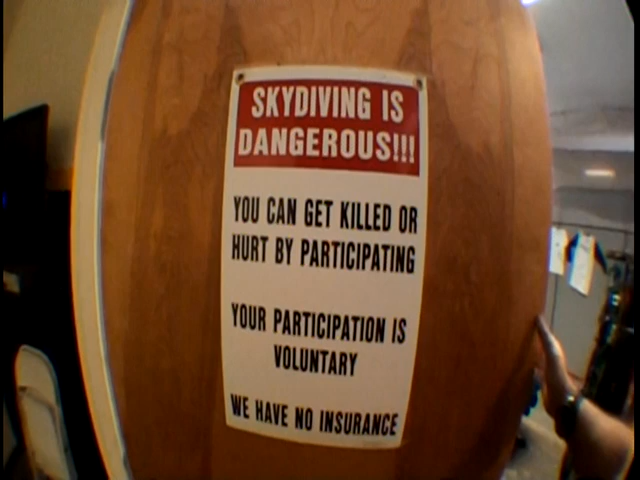 SKYDIVING IS
DANGEROUS!!!
YOU CAN GET KILLED OR
HURT BY PARTICIPATING
YOUR PARTICIPATION IS
VOLUNTARY
WE HAVE NO INSURANCE